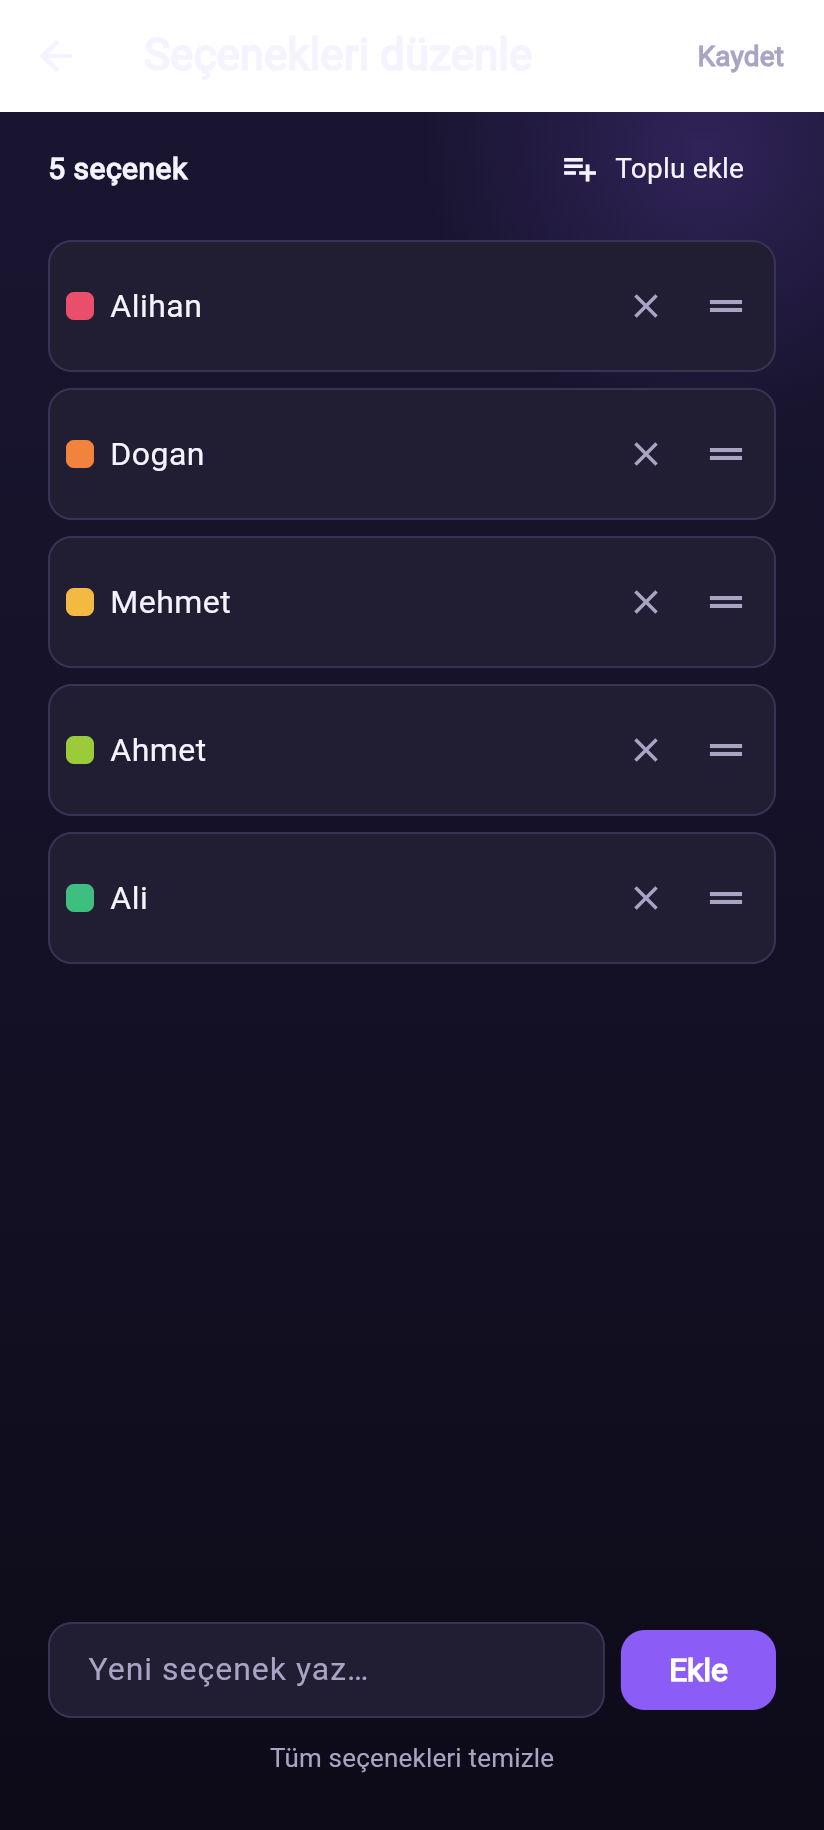 Seçenekleri düzenle
Kaydet
5 seçenek
Toplu ekle
Alihan
Dogan
Mehmet
Ahmet
Ali
Yeni seçenek yaz…
Ekle
Tüm seçenekleri temizle